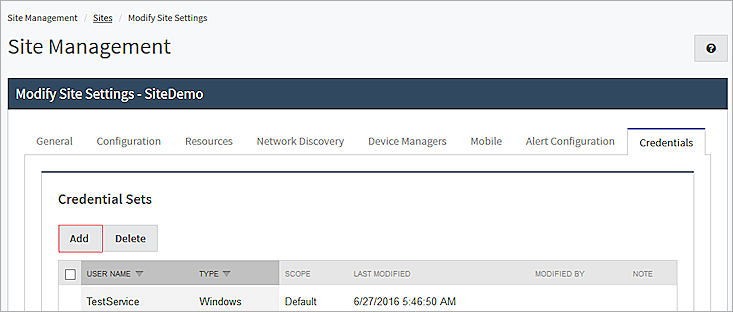 Site Management / Sites / Modify Site Settings
Site Management
?
Modify Site Settings - SiteDemo
General Configuration Resources Network Discovery Device Managers Mobile Alert Configuration Credentials
Credential Sets
Add Delete
USER NAME TYPE SCOPE LAST MODIFIED MODIFIED BY NOTE
TestService Windows Default 6/27/2016 5:46:50 AM